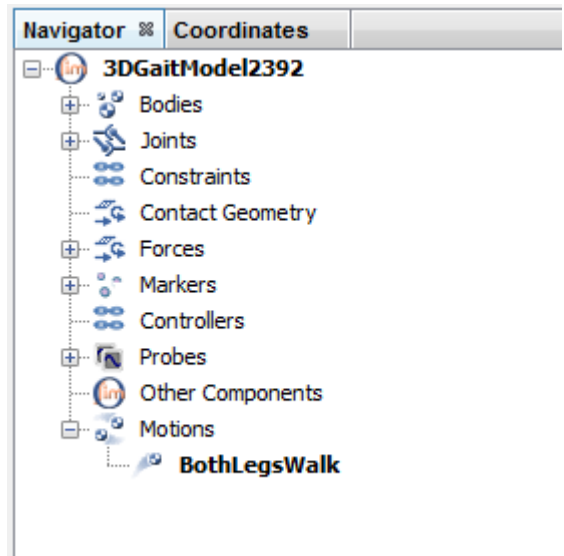 Navigator Coordinates
3DGaitModel2392
Bodies
Joints
Constraints
Contact Geometry
Forces
Markers
Controllers
Probes
Other Components
Motions
BothLegsWalk